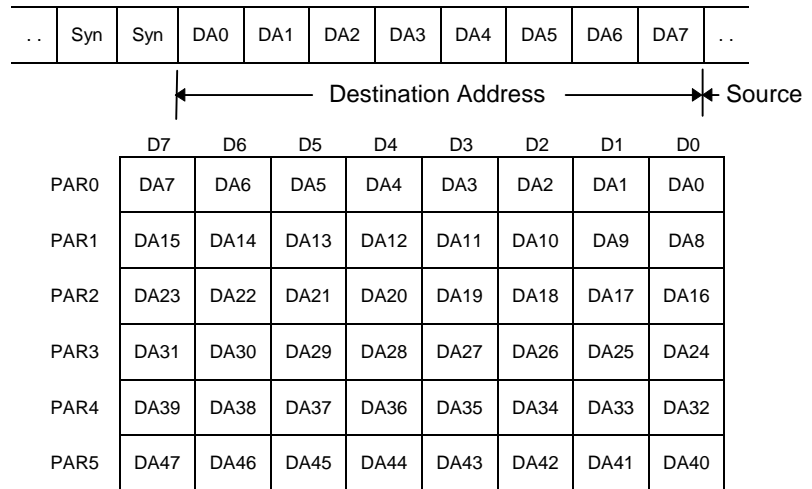 . . Syn Syn DA0 DA1 DA2 DA3 DA4 DA5 DA6 DA7 . .
Destination Address Source
D7 D6 D5 D4 D3 D2 D1 D0
PAR0 DA7 DA6 DA5 DA4 DA3 DA2 DA1 DA0
PAR1 DA15 DA14 DA13 DA12 DA11 DA10 DA9 DA8
PAR2 DA23 DA22 DA21 DA20 DA19 DA18 DA17 DA16
PAR3 DA31 DA30 DA29 DA28 DA27 DA26 DA25 DA24
PAR4 DA39 DA38 DA37 DA36 DA35 DA34 DA33 DA32
PAR5 DA47 DA46 DA45 DA44 DA43 DA42 DA41 DA40